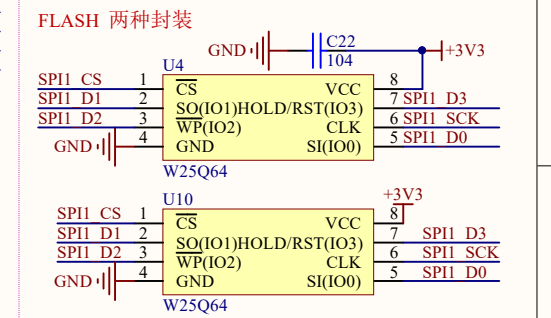 FLASH 两种封装
GND C22 +3V3
104
U4
SPI1_CS 1 CS VCC 8
SPI1_D1 2 SO(IO1)HOLD/RST(IO3) 7 SPI1_D3
SPI1_D2 3 WP(IO2) CLK 6 SPI1_SCK
GND 4 GND SI(IO0) 5 SPI1_D0
W25Q64
+3V3
U10
SPI1_CS 1 CS VCC 8
SPI1_D1 2 SO(IO1)HOLD/RST(IO3) 7 SPI1_D3
SPI1_D2 3 WP(IO2) CLK 6 SPI1_SCK
GND 4 GND SI(IO0) 5 SPI1_D0
W25Q64